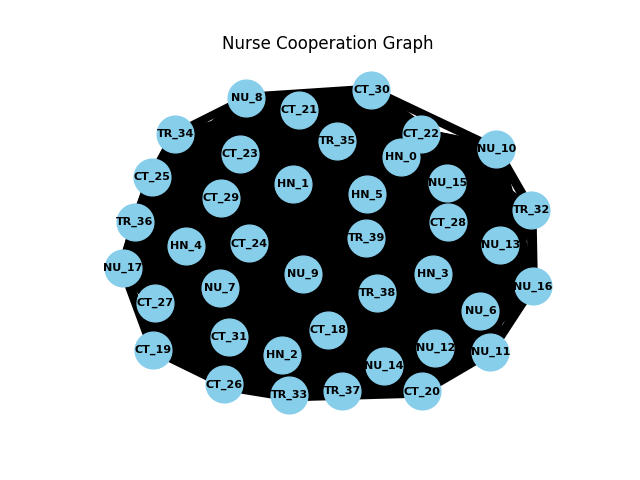 Nurse Cooperation Graph
CT_30
NU_8
CT_21
TR_34
CT_22
TR_35
NU_10
CT_23
HN_0
CT_25
HN_1
NU_15
HN_5
CT_29
TR_32
TR_36
CT_28
TR_39
CT_24
NU_13
HN_4
NU_17
NU_9
HN_3
NU_7
NU_16
TR_38
CT_27
NU_6
CT_18
CT_31
NU_12
CT_19
NU_11
HN_2
NU_14
CT_26
TR_37
CT_20
TR_33